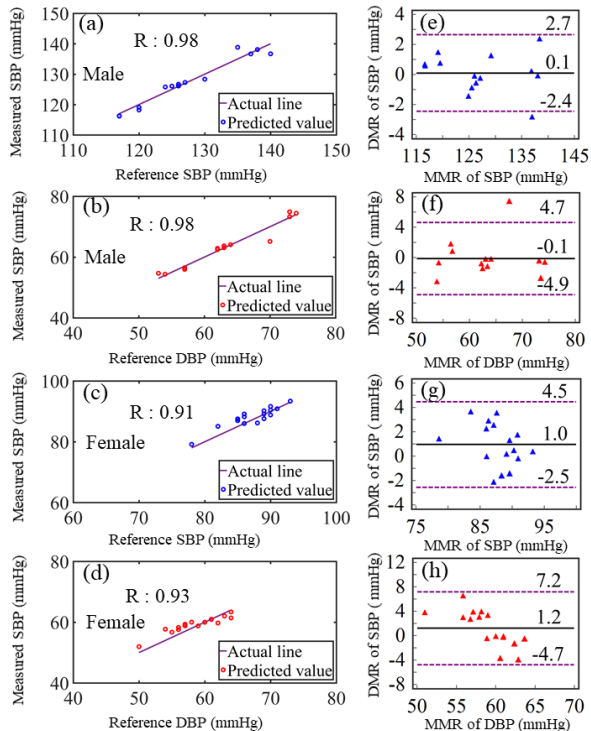 (a)
R : 0.98
Male
Actual line
Predicted value
Measured SBP (mmHg)
150
140
130
120
110
110 120 130 140 150
Reference SBP (mmHg)
(e)
2.7
0.1
-2.4
DMR of SBP ( mmHg)
4
2
0
-2
-4
115 125 135 145
MMR of SBP (mmHg)
(b)
R : 0.98
Male
Actual line
Predicted value
Measured SBP (mmHg)
80
60
40
40 50 60 70 80
Reference DBP (mmHg)
(f)
4.7
-0.1
-4.9
DMR of SBP ( mmHg)
8
4
0
-4
-8
50 60 70 80
MMR of DBP (mmHg)
(c)
R : 0.91
Female
Actual line
Predicted value
Measured SBP (mmHg)
100
90
80
70
60
60 70 80 90 100
Reference SBP (mmHg)
(g)
4.5
1.0
-2.5
DMR of SBP ( mmHg)
6
4
2
0
-2
-4
75 85 95 100
MMR of SBP (mmHg)
(d)
R : 0.93
Female
Actual line
Predicted value
Measured SBP (mmHg)
80
60
40
40 50 60 70 80
Reference DBP (mmHg)
(h)
7.2
1.2
-4.7
DMR of SBP ( mmHg)
12
8
4
0
-4
-8
50 55 60 65 70
MMR of DBP (mmHg)